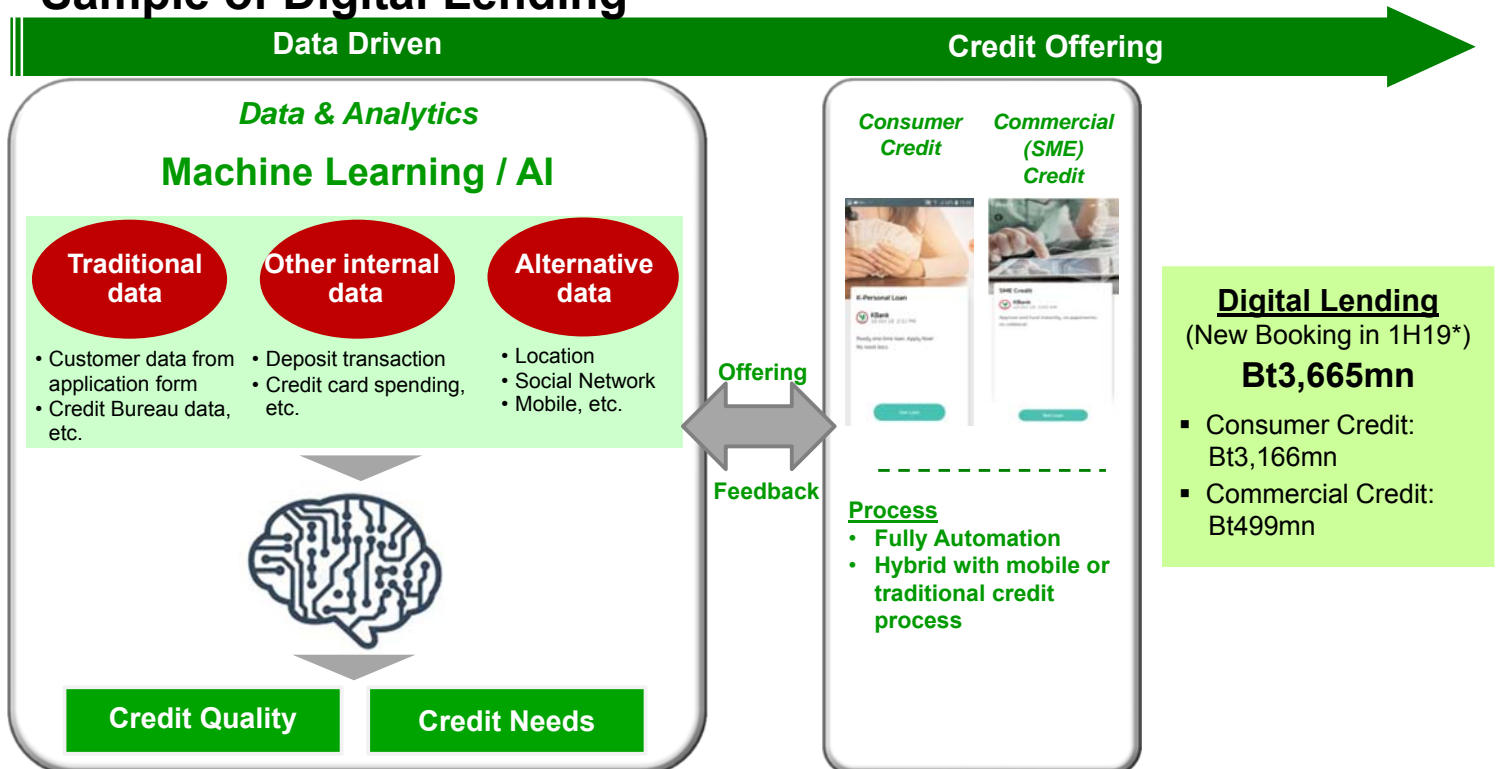 Sample of Digital Lending
Data Driven
Credit Offering
Data & Analytics
Machine Learning / AI
Traditional
data
Other internal
data
Alternative
data
• Customer data from
application form
• Credit Bureau data,
etc.
• Deposit transaction
• Credit card spending,
etc.
• Location
• Social Network
• Mobile, etc.
Credit Quality
Credit Needs
Offering
Feedback
Consumer
Credit
Commercial
(SME)
Credit
K-Personal Loan
KBank
SME Credit
KBank
Process
• Fully Automation
• Hybrid with mobile or
traditional credit
process
Digital Lending
(New Booking in 1H19*)
Bt3,665mn
▪ Consumer Credit:
Bt3,166mn
▪ Commercial Credit:
Bt499mn